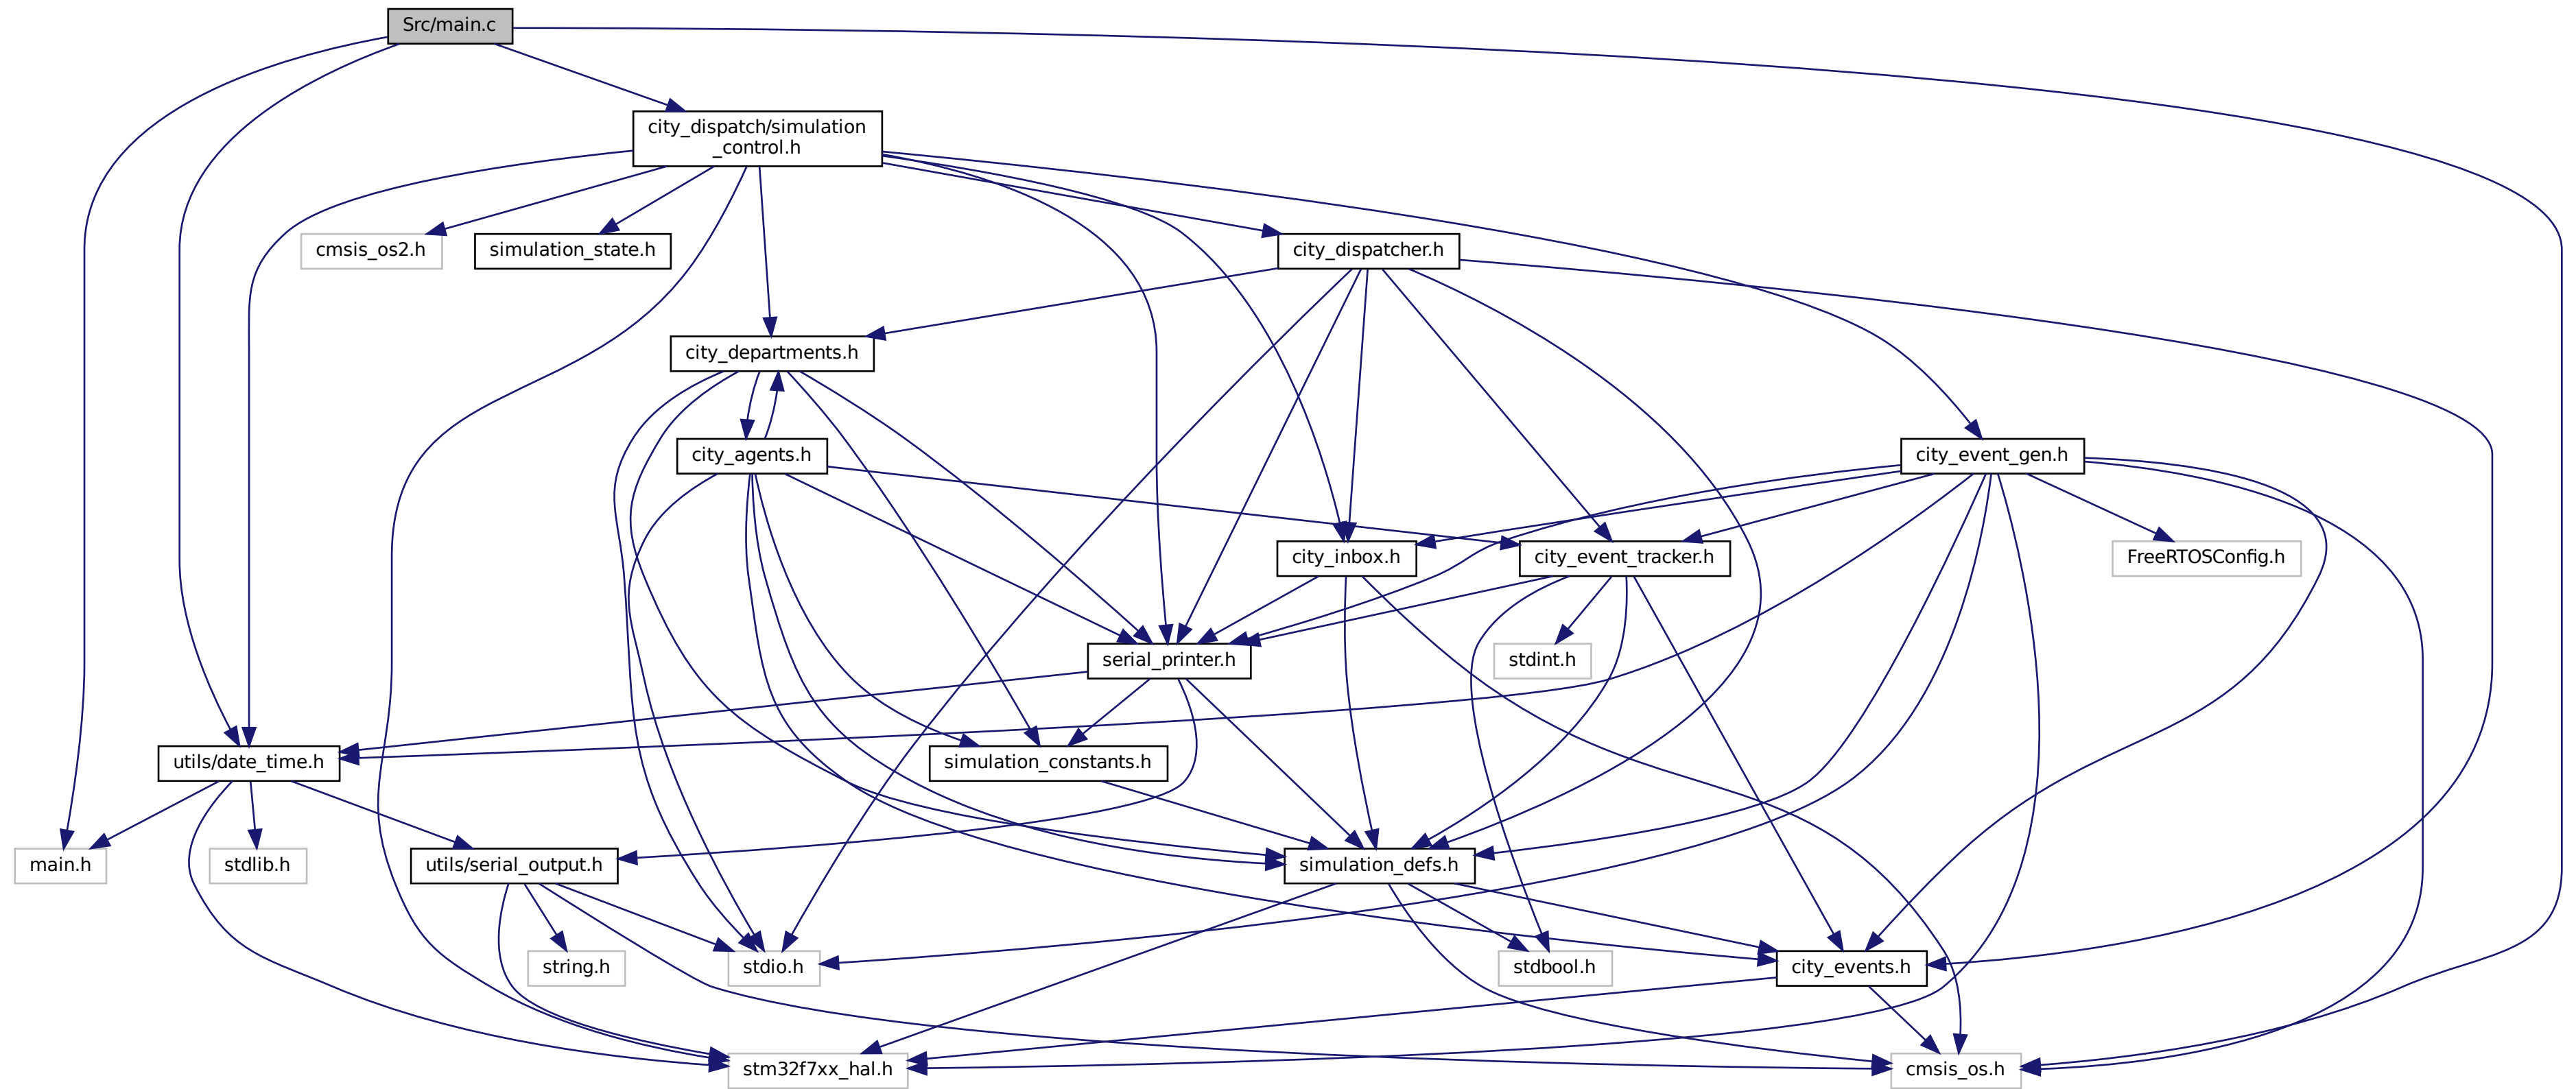 Src/main.c
city_dispatch/simulation
_control.h
cmsis_os2.h
simulation_state.h
city_dispatcher.h
city_departments.h
city_agents.h
city_event_gen.h
city_inbox.h
city_event_tracker.h
FreeRTOSConfig.h
serial_printer.h
stdint.h
utils/date_time.h
simulation_constants.h
main.h
stdlib.h
utils/serial_output.h
simulation_defs.h
string.h
stdio.h
stdbool.h
city_events.h
stm32f7xx_hal.h
cmsis_os.h